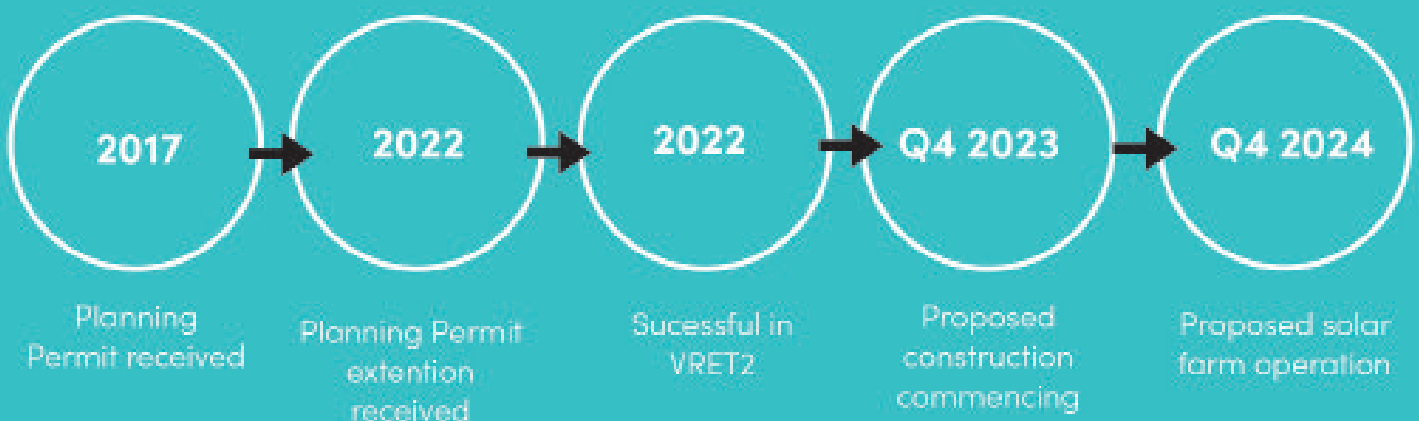 2017
Planning
Permit received
2022
Planning Permit
extention
received
2022
Sucessful in
VRET2
Q4 2023
Proposed
construction
commencing
Q4 2024
Proposed solar
farm operation